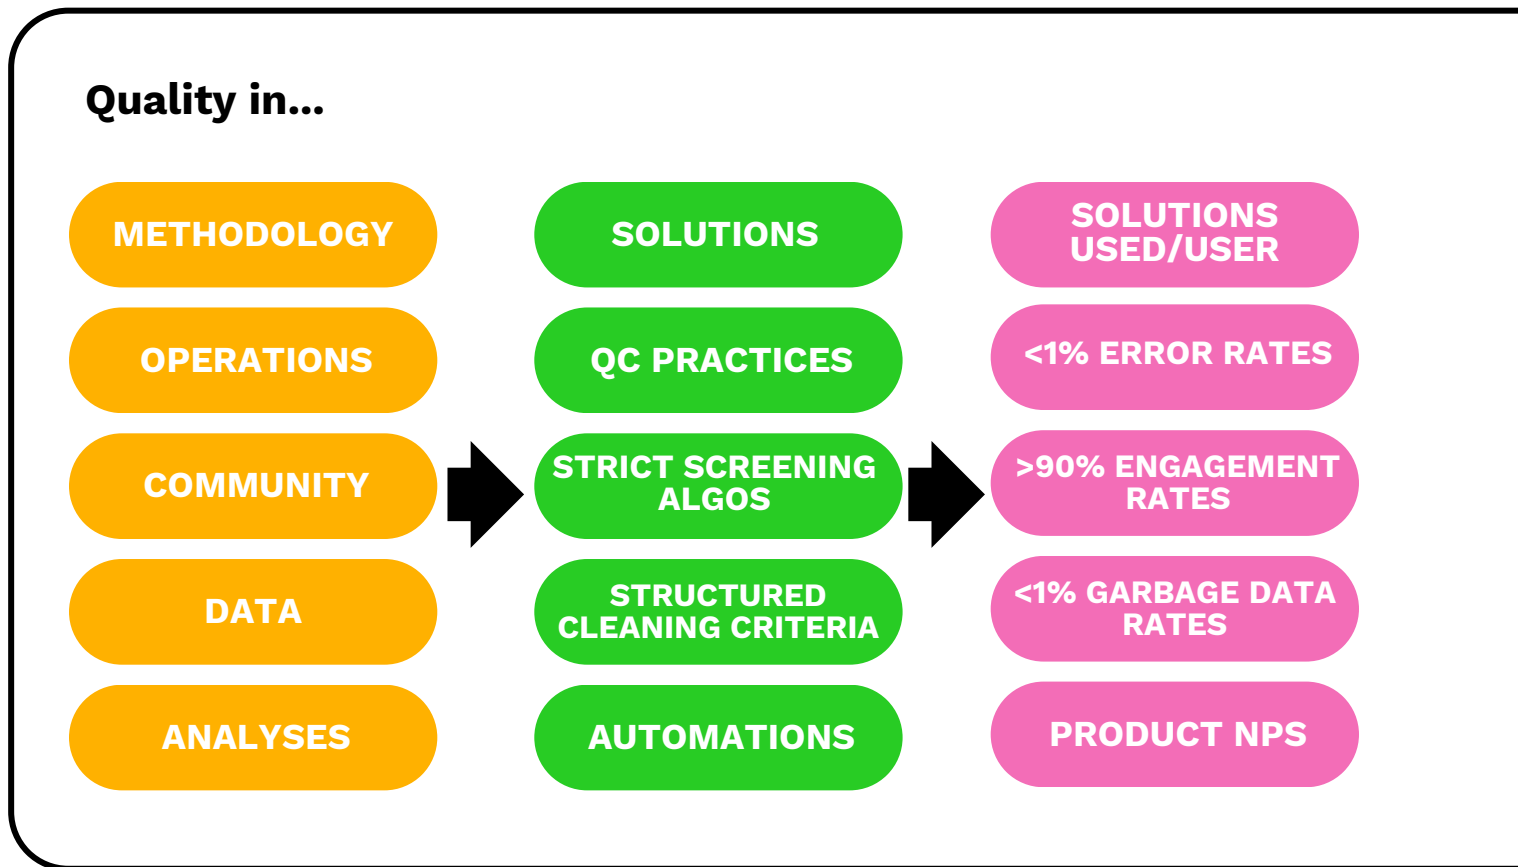 Quality in...
METHODOLOGY
OPERATIONS
COMMUNITY
DATA
ANALYSES
SOLUTIONS
QC PRACTICES
STRICT SCREENING
ALGOS
STRUCTURED
CLEANING CRITERIA
AUTOMATIONS
SOLUTIONS
USED/USER
<1% ERROR RATES
>90% ENGAGEMENT
RATES
<1% GARBAGE DATA
RATES
PRODUCT NPS